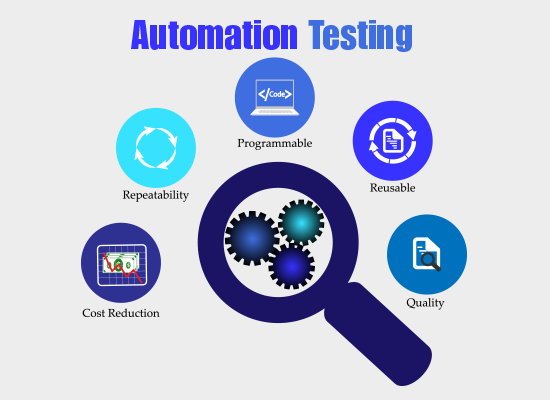 Automation Testing
</Code>
Programmable
Repeatability
Reusable
Cost Reduction
Quality